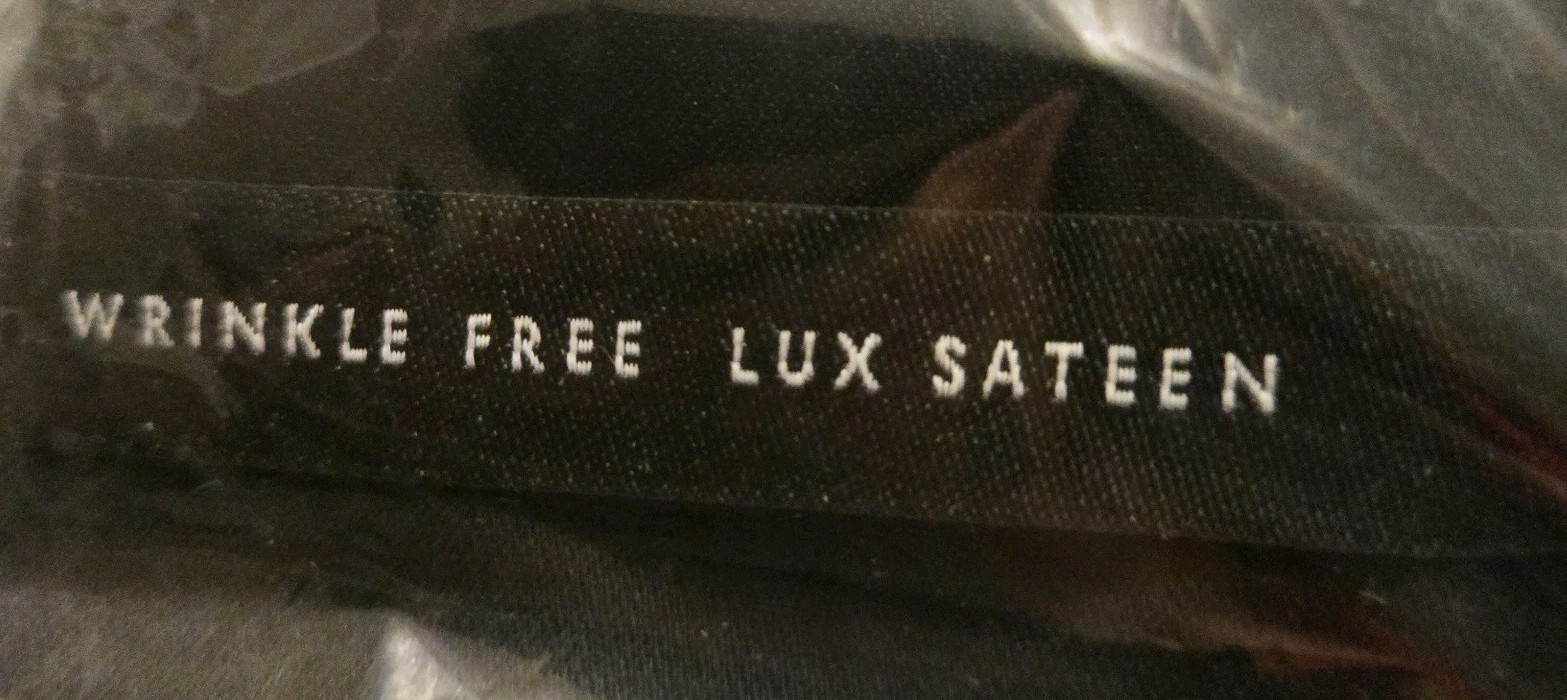 WRINKLE FREE LUX SATEEN